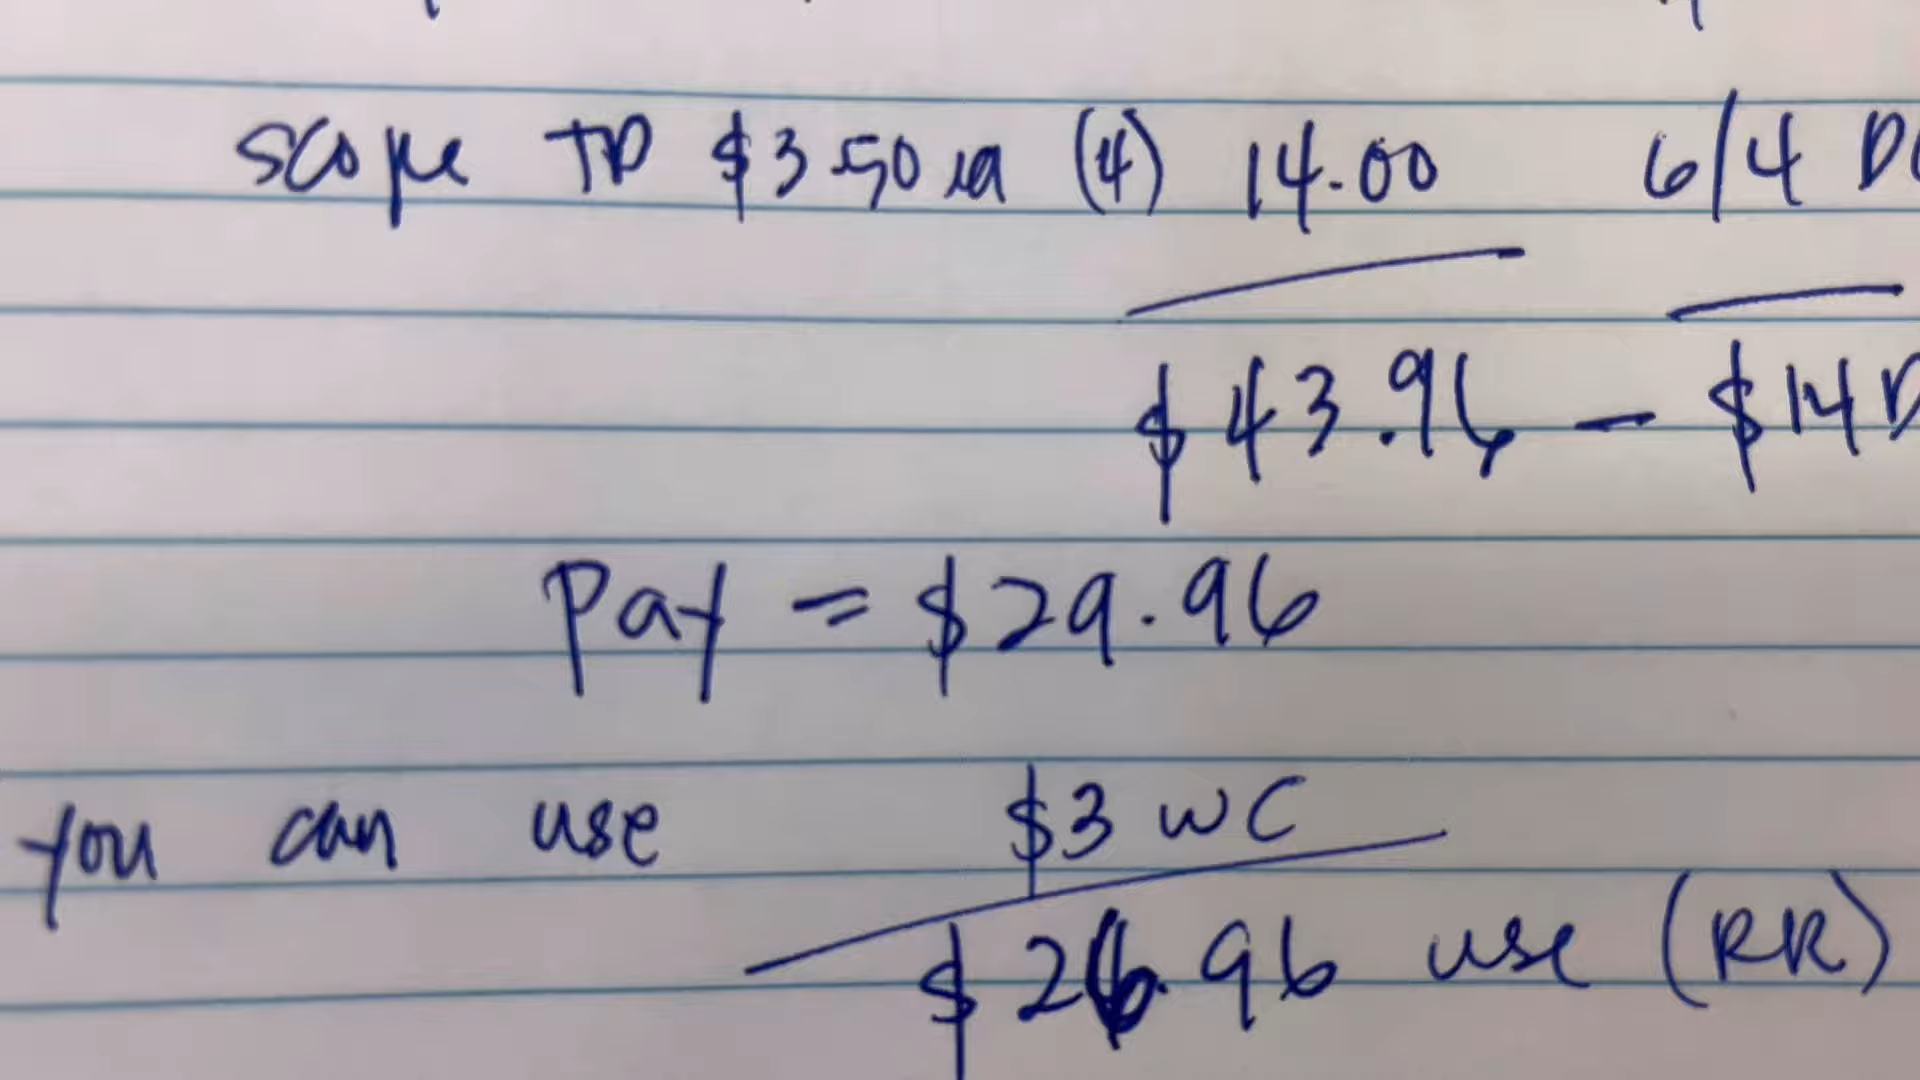 scope TP $3.50 ea (4) 14.00 6/4 D
$43.96 - $14 D
Pay = $29.96
you can use $3 WC
$26.96 use (RR)